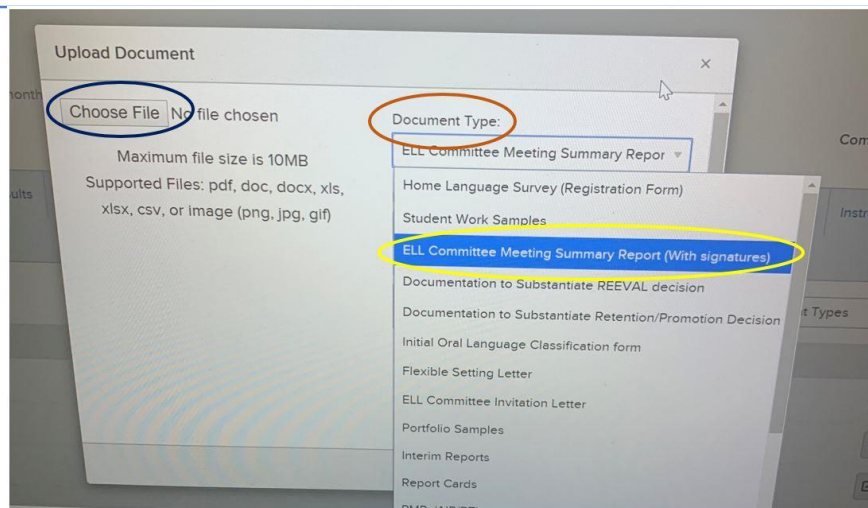 Upload Document
×
Choose File No file chosen
Maximum file size is 10MB
Supported Files: pdf, doc, docx, xls,
xlsx, csv, or image (png, jpg, gif)
Document Type:
ELL Committee Meeting Summary Repor
Home Language Survey (Registration Form)
Student Work Samples
ELL Committee Meeting Summary Report (With signatures)
Documentation to Substantiate REEVAL decision
Documentation to Substantiate Retention/Promotion Decision
Initial Oral Language Classification form
Flexible Setting Letter
ELL Committee Invitation Letter
Portfolio Samples
Interim Reports
Report Cards
month
ults
Com
Instr
t Types